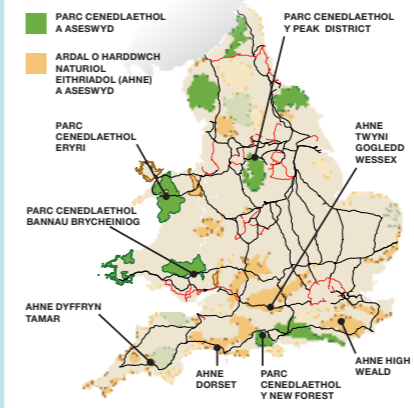 PARC CENEDLAETHOL
A ASESWYD
ARDAL O HARDDWCH
NATURIOL
EITHRIADOL (AHNE)
A ASESWYD
PARC CENEDLAETHOL
Y PEAK DISTRICT
PARC
CENEDLAETHOL
ERYRI
AHNE
TWYNI
GOGLEDD
WESSEX
PARC CENEDLAETHOL
BANNAU BRYCHEINIOG
AHNE DYFFRYN
TAMAR
AHNE
DORSET
PARC
CENEDLAETHOL
Y NEW FOREST
AHNE HIGH
WEALD